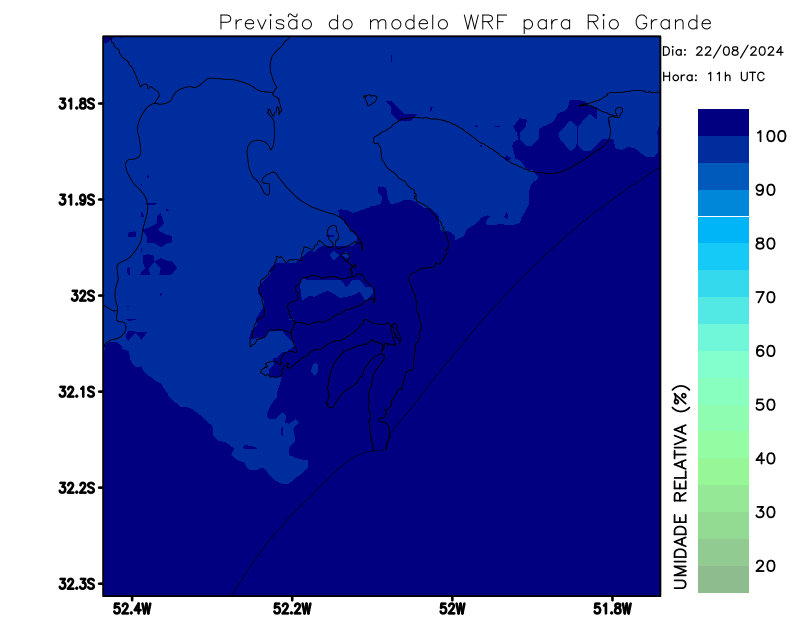 Previsão do modelo WRF para Rio Grande
Dia: 22/08/2024
Hora: 11h UTC
31.8S
31.9S
32S
32.1S
32.2S
32.3S
52.4W 52.2W 52W 51.8W
100
90
80
70
60
50
40
30
20
UMIDADE RELATIVA (%)